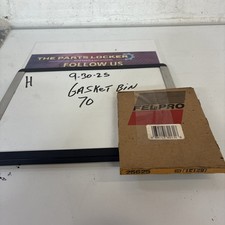 THE PARTS LOCKER
FOLLOW US
H
9-30-25
GASKET BIN
70
FEL-PRO